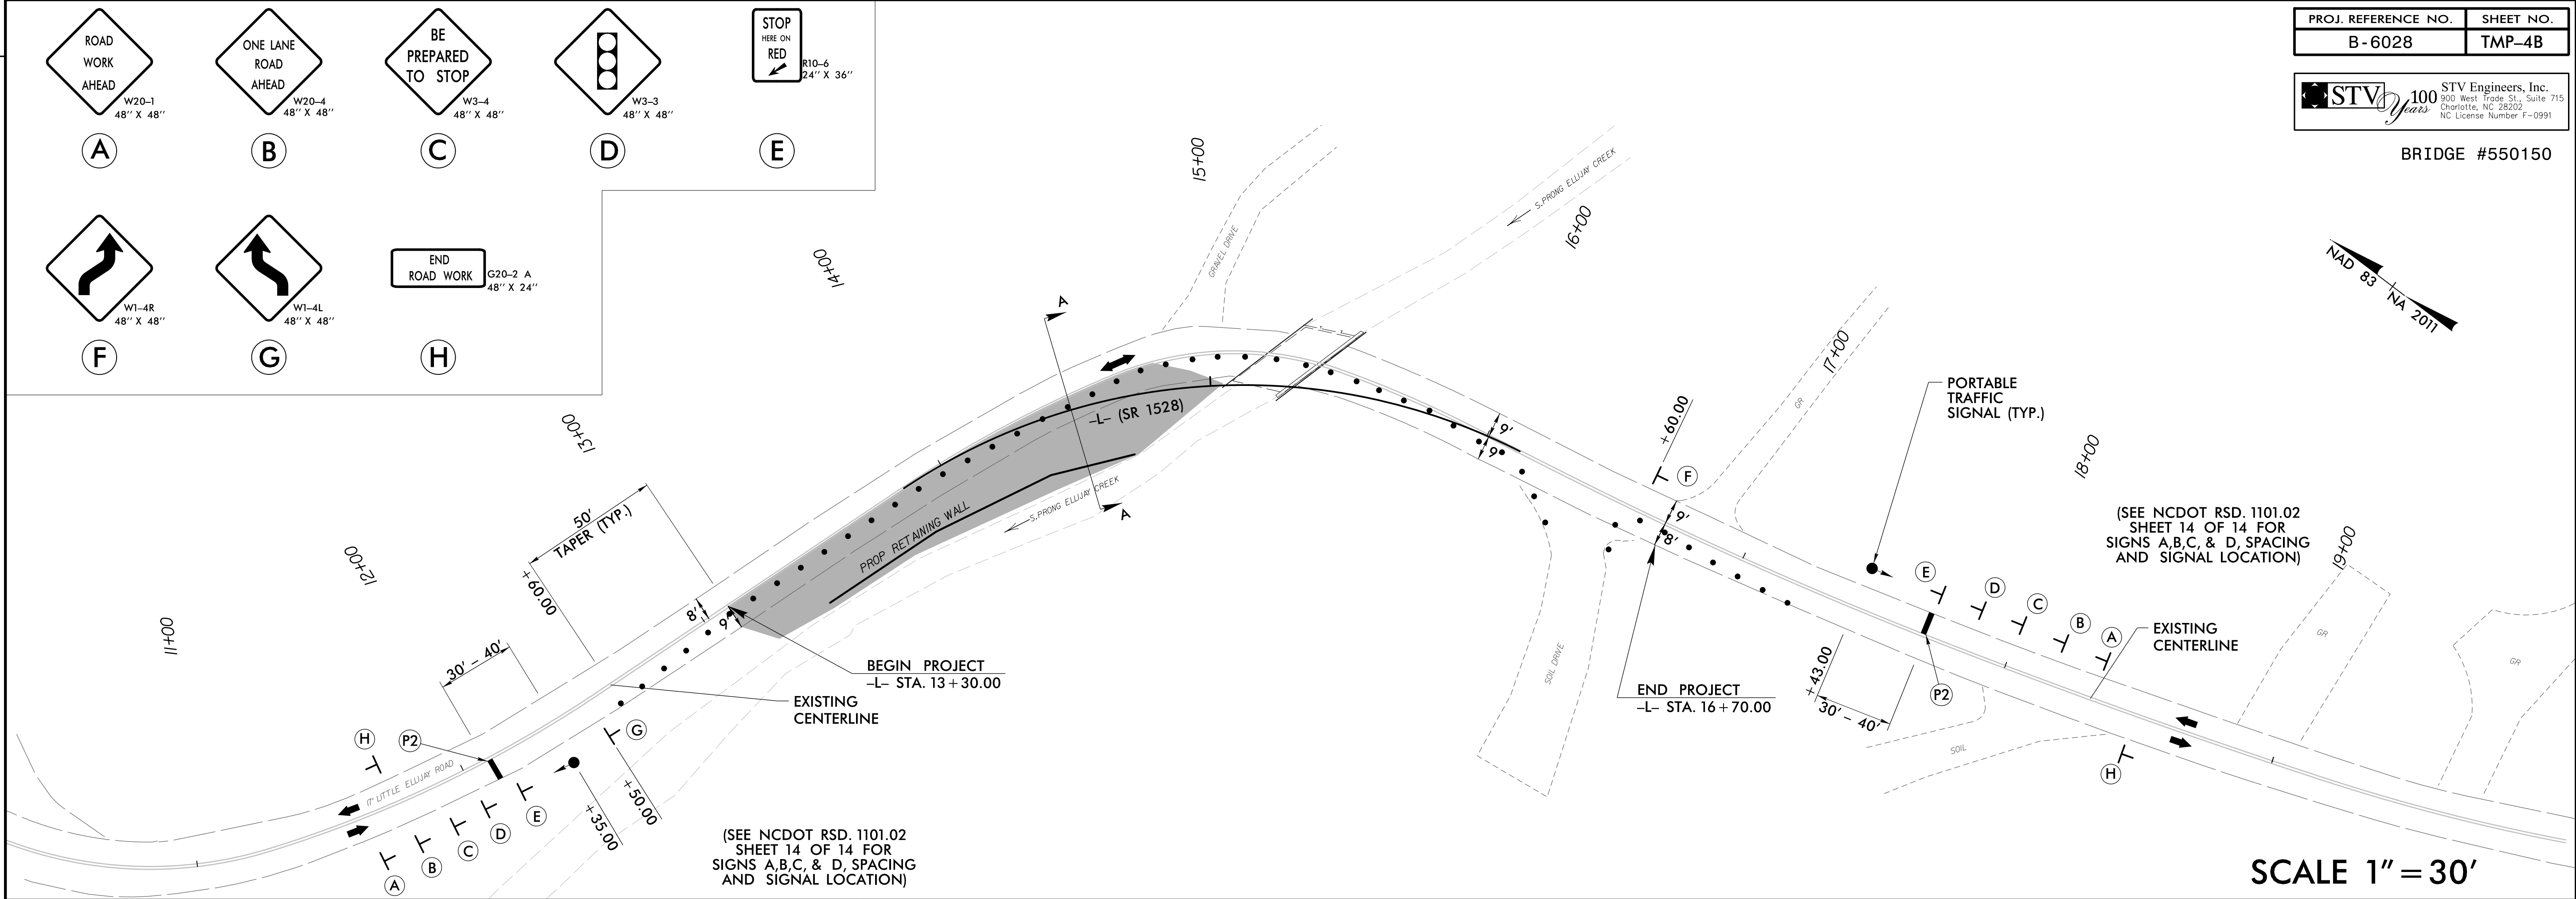 ROAD
WORK
AHEAD
W20-1
48'' X 48''
A
ONE LANE
ROAD
AHEAD
W20-4
48'' X 48''
B
BE
PREPARED
TO STOP
W3-4
48'' X 48''
C
W3-3
48'' X 48''
D
STOP
HERE ON
RED
R10-6
24'' X 36''
E
W1-4R
48'' X 48''
F
W1-4L
48'' X 48''
G
END
ROAD WORK
G20-2 A
48'' X 24''
H
PROJ. REFERENCE NO.
SHEET NO.
B-6028
TMP-4B
STV
100
Years
STV Engineers, Inc.
900 West Trade St., Suite 715
Charlotte, NC 28202
NC License Number F-0991
BRIDGE #550150
NAD 83
NA 2011
11+00
12+00
13+00
14+00
15+00
16+00
17+00
18+00
19+00
GRAVEL DRIVE
S.PRONG ELLIJAY CREEK
A
A
-L- (SR 1528)
PROP RETAINING WALL
S.PRONG ELLIJAY CREEK
50'
TAPER (TYP.)
+60.00
30' - 40'
8'
9'
BEGIN PROJECT
-L- STA. 13+30.00
EXISTING
CENTERLINE
H
P2
17' LITTLE ELLIJAY ROAD
A
B
C
D
E
G
+35.00
+50.00
(SEE NCDOT RSD. 1101.02
SHEET 14 OF 14 FOR
SIGNS A,B,C, & D, SPACING
AND SIGNAL LOCATION)
9'
9'
+60.00
F
9'
8'
GR
SOIL DRIVE
END PROJECT
-L- STA. 16+70.00
PORTABLE
TRAFFIC
SIGNAL (TYP.)
+43.00
30' - 40'
P2
E
D
C
B
A
(SEE NCDOT RSD. 1101.02
SHEET 14 OF 14 FOR
SIGNS A,B,C, & D, SPACING
AND SIGNAL LOCATION)
EXISTING
CENTERLINE
SOIL
H
GR
GR
SCALE 1"=30'